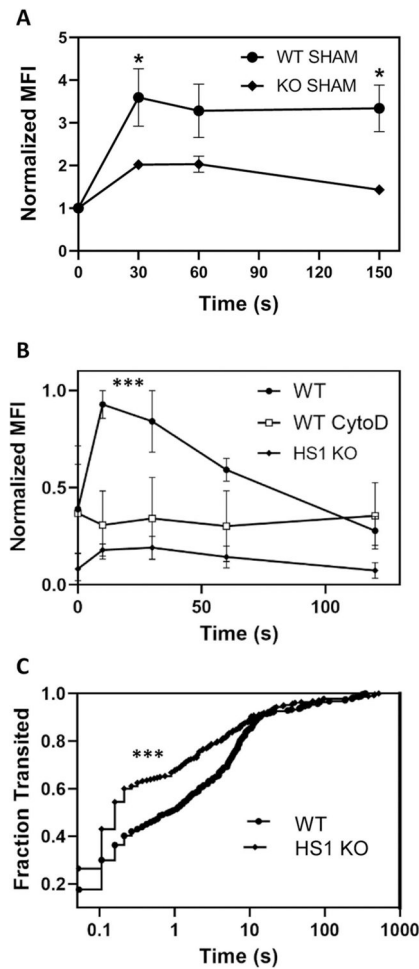 A
5
4
3
2
1
0
*
*
WT SHAM
KO SHAM
Normalized MFI
0 30 60 90 120 150
Time (s)
B
1.0
0.5
0.0
***
WT
WT CytoD
HS1 KO
Normalized MFI
0 50 100
Time (s)
C
1.0
0.8
0.6
0.4
0.2
***
WT
HS1 KO
Fraction Transited
0.1 1 10 100 1000
Time (s)